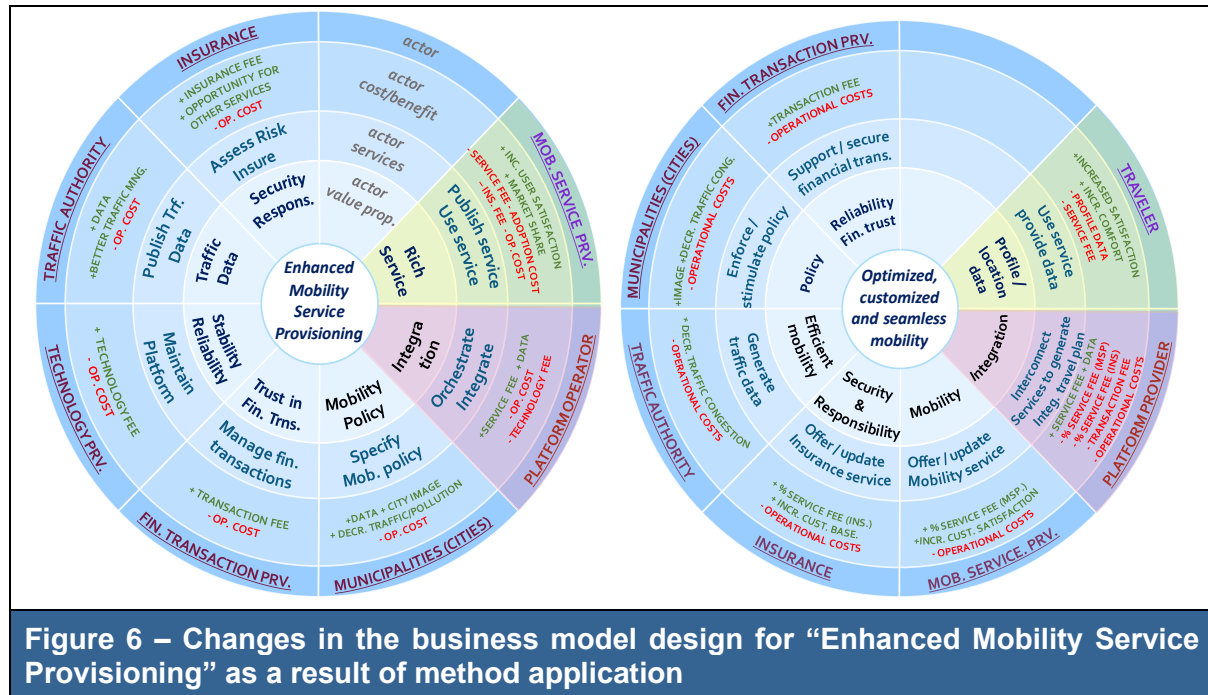 INSURANCE
+ INSURANCE FEE
+ OPPORTUNITY FOR
OTHER SERVICES
- OP. COST
Assess Risk
Insure
Security
Respons.
actor
actor
cost/benefit
actor
services
actor
value prop.
MOB. SERVICE PRV.
+ INC. USER SATISFACTION
+ MARKET SHARE
- SERVICE FEE - ADOPTION COST
– INS. FEE - OP. COST
Publish service
Use service
Rich
Service
PLATFORM OPERATOR
+SERVICE FEE + DATA
- OP. COST
- TECHNOLOGY FEE
Orchestrate
Integrate
Integra
tion
MUNICIPALITIES (CITIES)
+DATA + CITY IMAGE
+ DECR. TRAFFIC/POLLUTION
- OP. COST
Specify
Mob. policy
Mobility
Policy
FIN. TRANSACTION PRV.
+ TRANSACTION FEE
- OP. COST
Manage fin.
transactions
Trust in
Fin. Trns.
TECHNOLOGY PRV.
+ TECHNOLOGY FEE
- OP. COST
Maintain
Platform
Stability
Reliability
TRAFFIC AUTHORITY
+ DATA
+BETTER TRAFFIC MNG.
- OP. COST
Publish Trf.
Data
Traffic
Data
Enhanced
Mobility
Service
Provisioning
FIN. TRANSACTION PRV.
+TRANSACTION FEE
-OPERATIONAL COSTS
Support / secure
financial trans.
Reliability
Fin. trust
TRAVELER
+INCREASED SATISFACTION
+ INCR. COMFORT
- PROFILE DATA
- SERVICE FEE
Use service
provide data
Profile /
location
data
PLATFORM PROVIDER
Interconnect
Services to generate
Integ. travel plan
+ SERVICE FEE + DATA
- % SERVICE FEE (MSP)
- % SERVICE FEE (INS)
- TRANSACTION FEE
- OPERATIONAL COSTS
Integration
MOB. SERVICE. PRV.
+ % SERVICE FEE (MSP.)
+INCR. CUST. SATISFACTION
- OPERATIONAL COSTS
Offer / update
Mobility service
Mobility
INSURANCE
+ % SERVICE FEE (INS.)
+ INCR. CUST. BASE.
- OPERATIONAL COSTS
Offer / update
Insurance service
Security
&
Responsibility
TRAFFIC AUTHORITY
+ DECR. TRAFFIC CONGESTION
- OPERATIONAL COSTS
Generate
traffic data
Efficient
mobility
MUNICIPALITIES (CITIES)
+IMAGE +DECR. TRAFFIC CONG.
- OPERATIONAL COSTS
Enforce /
stimulate policy
Policy
Optimized,
customized
and seamless
mobility
Figure 6 – Changes in the business model design for “Enhanced Mobility Service
Provisioning” as a result of method application